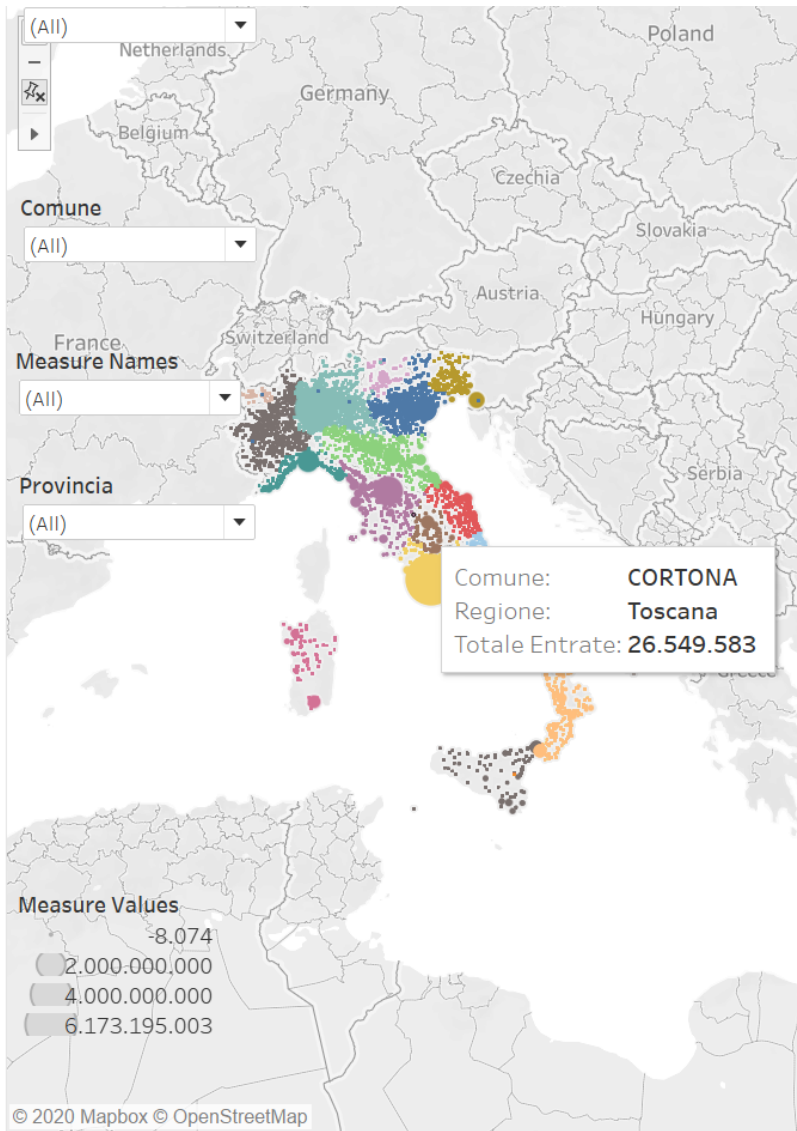 (All)
Netherlands
Poland
Germany
Belgium
Czechia
Comune
Slovakia
(All)
Austria
Hungary
France
Switzerland
Measure Names
(All)
Serbia
Provincia
(All)
Comune: CORTONA
Regione: Toscana
Totale Entrate: 26.549.583
Greece
Measure Values
-8.074
2.000.000.000
4.000.000.000
6.173.195.003
© 2020 Mapbox © OpenStreetMap